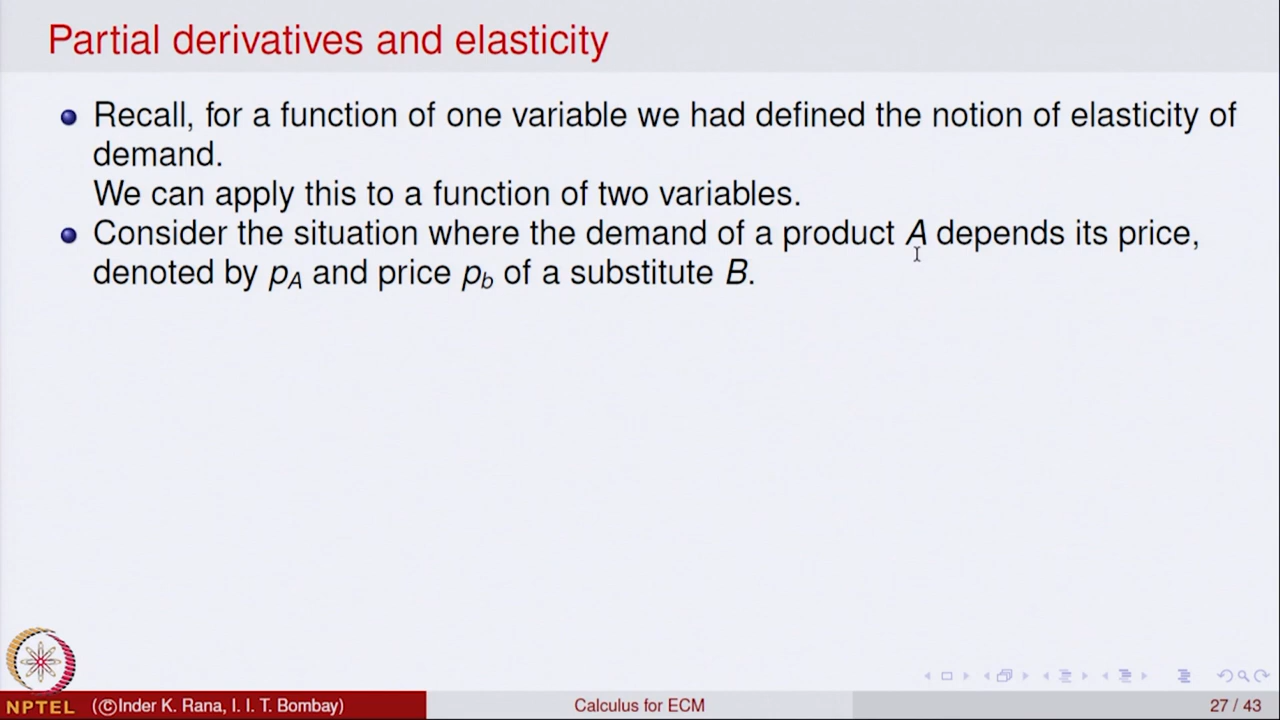 Partial derivatives and elasticity
Recall, for a function of one variable we had defined the notion of elasticity of
demand.
We can apply this to a function of two variables.
Consider the situation where the demand of a product A depends its price,
denoted by p_A and price p_b of a substitute B.
NPTEL (©Inder K. Rana, I. I. T. Bombay) Calculus for ECM 27 / 43